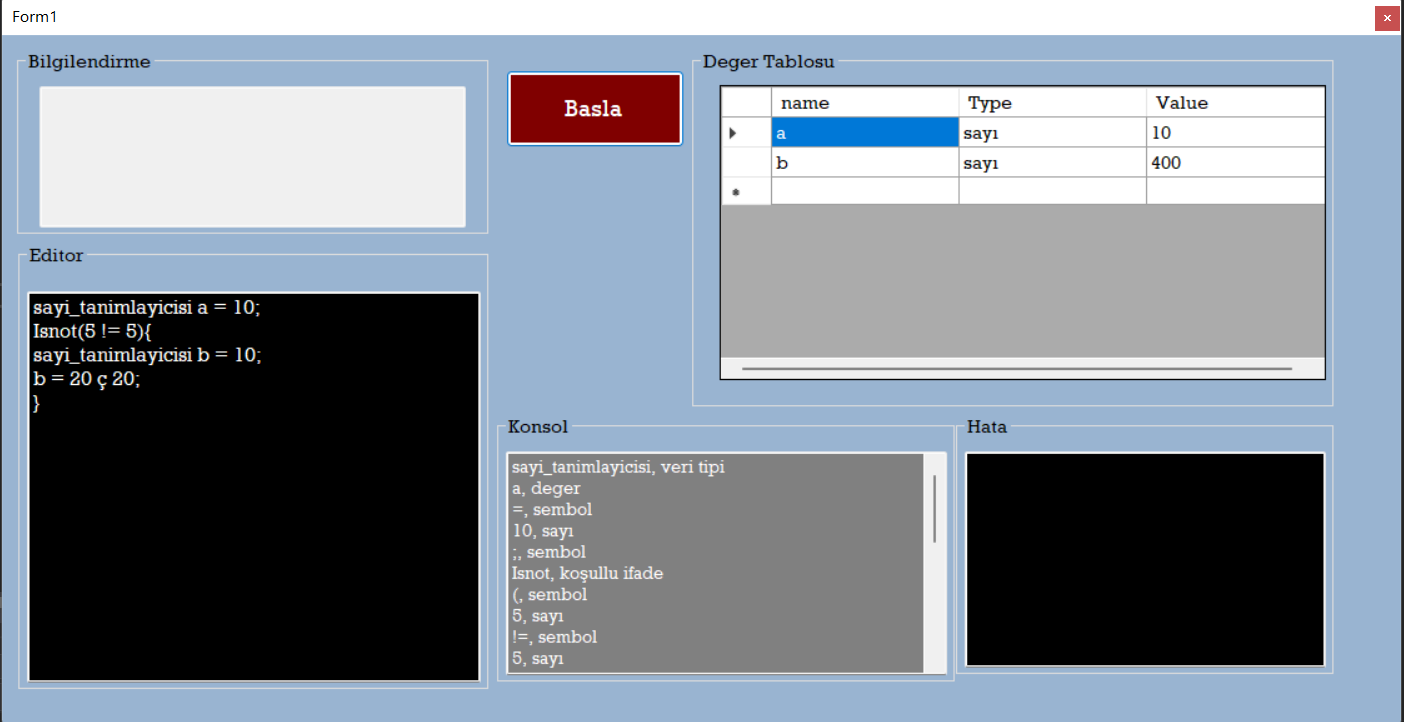 Form1
Bilgilendirme
Basla
Deger Tablosu
name Type Value
a sayı 10
b sayı 400
Editor
sayi_tanimlayicisi a = 10;
Isnot(5 != 5){
sayi_tanimlayicisi b = 10;
b = 20 ç 20;
}
Konsol
sayi_tanimlayicisi, veri tipi
a, deger
=, sembol
10, sayı
;, sembol
Isnot, koşullu ifade
(, sembol
5, sayı
!=, sembol
5, sayı
Hata